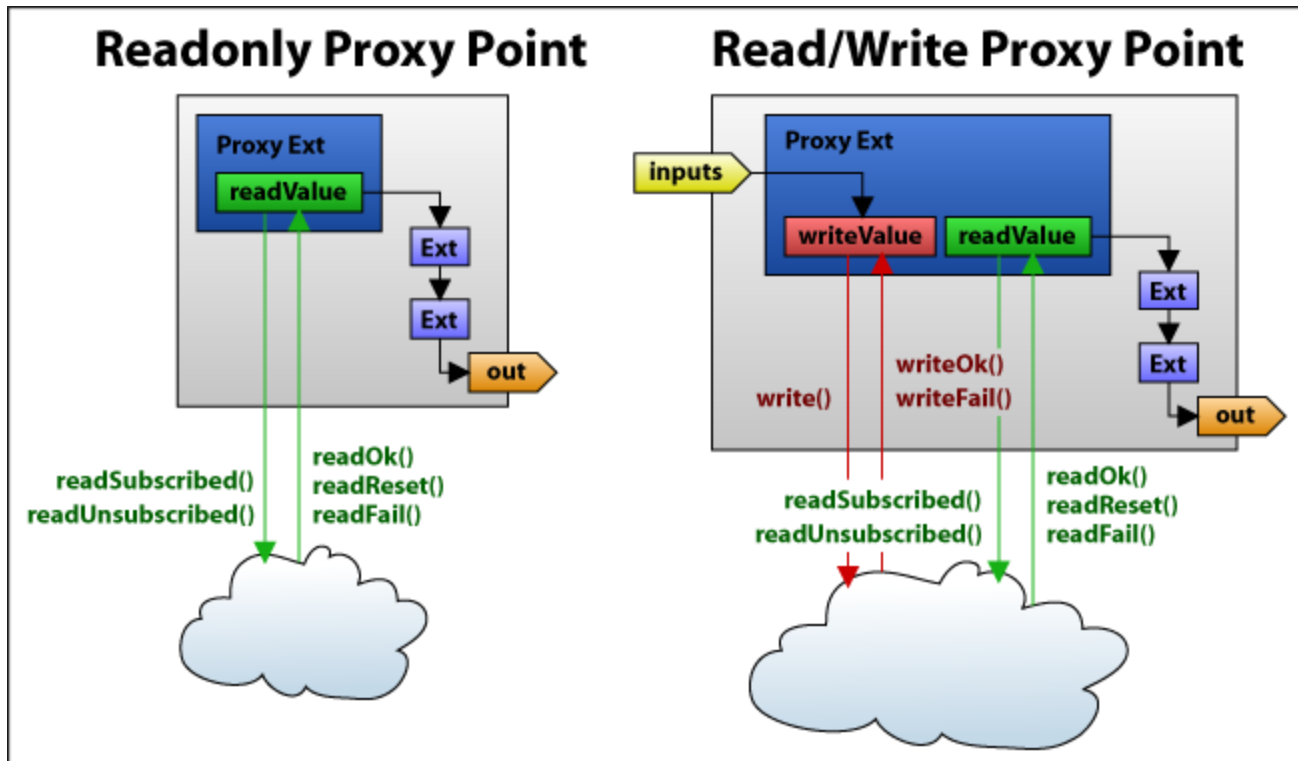 Readonly Proxy Point
Proxy Ext
readValue
Ext
Ext
out
readSubscribed()
readUnsubscribed()
readOk()
readReset()
readFail()
Read/Write Proxy Point
inputs
Proxy Ext
writeValue
readValue
Ext
Ext
out
write()
writeOk()
writeFail()
readSubscribed()
readUnsubscribed()
readOk()
readReset()
readFail()